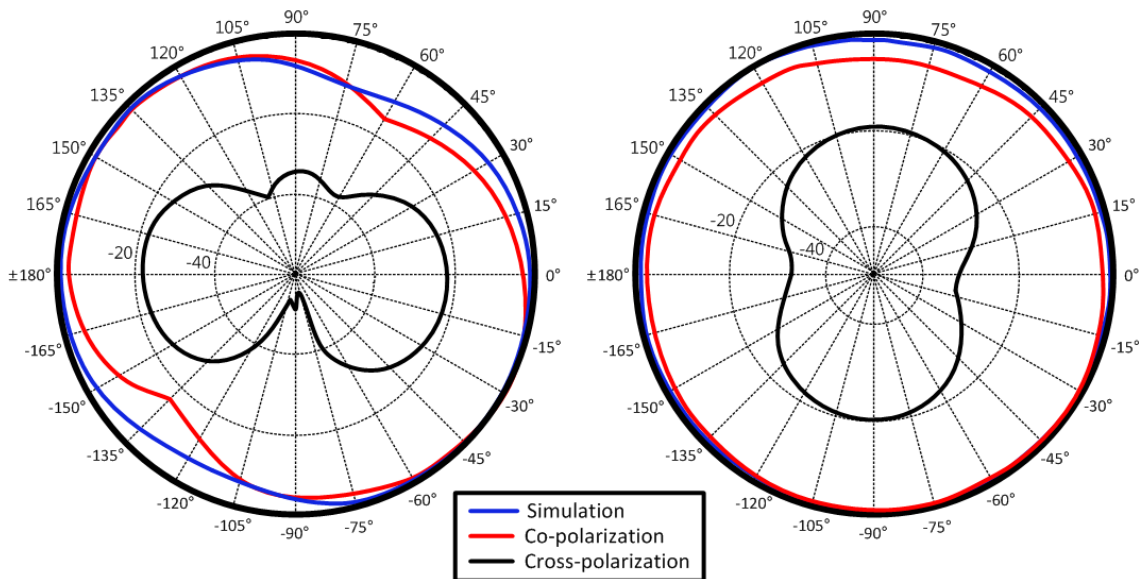 90° 90°
105° 75° 105° 75°
120° 60° 120° 60°
135° 45° 135° 45°
150° 30° 150° 30°
165° 15° 165° 15°
-20 -40 -20 -40
±180° 0° ±180° 0°
-165° -15° -165° -15°
-150° -30° -150° -30°
-135° -45° -135° -45°
-120° -60° -120° -60°
-105° -75° -105° -75°
-90° -90°
Simulation
Co-polarization
Cross-polarization